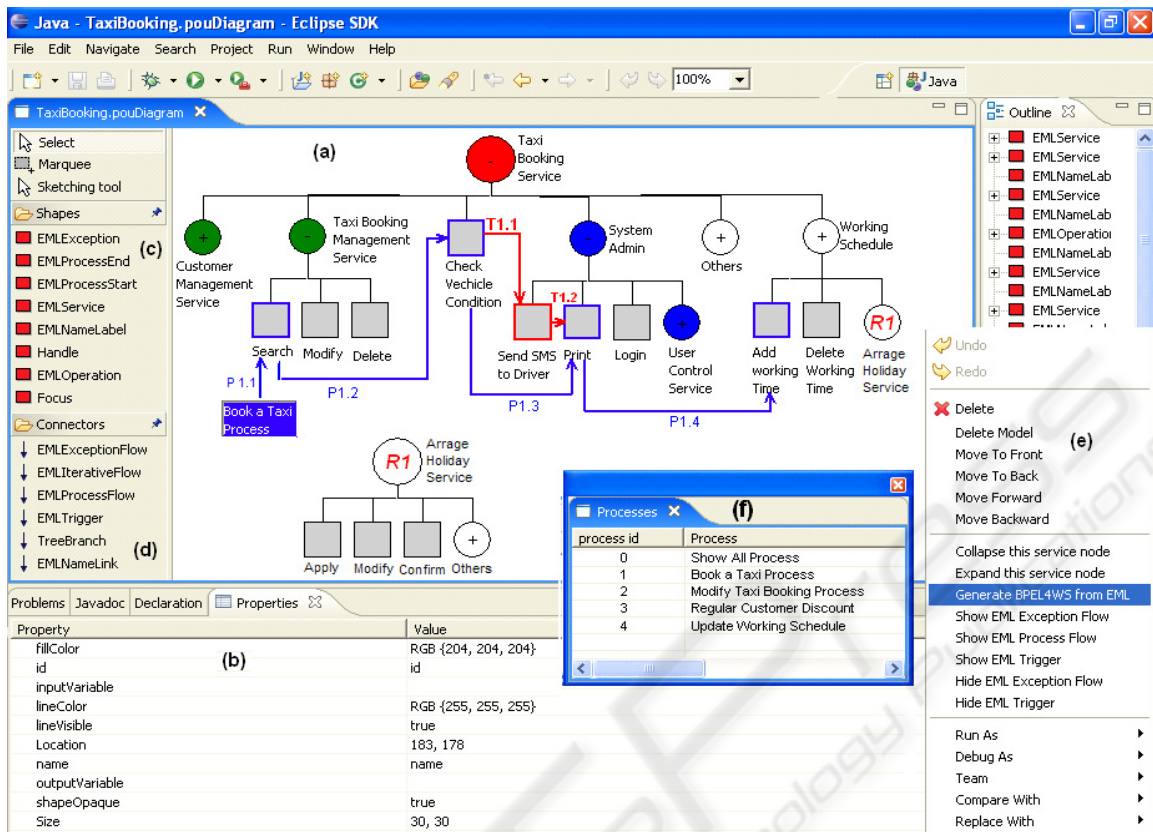 Java - TaxiBooking.pouDiagram - Eclipse SDK
File Edit Navigate Search Project Run Window Help
100%
Java
TaxiBooking.pouDiagram
Select
Marquee
Sketching tool
Shapes
EMLException
(c)
EMLProcessEnd
EMLProcessStart
EMLService
EMLNameLabel
Handle
EMLOperation
Focus
Connectors
EMLExceptionFlow
EMLIterativeFlow
EMLProcessFlow
EMLTrigger
TreeBranch
(d)
EMLNameLink
(a)
-
Taxi
Booking
Service
+
Customer
Management
Service
-
Taxi Booking
Management
Service
Check
Vechicle
Condition
T1.1
-
System
Admin
+
Others
+
Working
Schedule
Search
Modify
Delete
T1.2
Send SMS
to Driver
Print
Login
+
User
Control
Service
Add
working
Time
Delete
Working
Time
R1
Arrage
Holiday
Service
P 1.1
P1.2
P1.3
P1.4
Book a Taxi
Process
R1
Arrage
Holiday
Service
Apply
Modify
Confirm
+
Others
Outline
EMLService
EMLService
EMLNameLab
EMLService
EMLNameLab
EMLOperatior
EMLNameLab
EMLService
EMLNameLab
EMLService
Undo
Redo
Delete
Delete Model
(e)
Move To Front
Move To Back
Move Forward
Move Backward
Collapse this service node
Expand this service node
Generate BPEL4WS from EML
Show EML Exception Flow
Show EML Process Flow
Show EML Trigger
Hide EML Exception Flow
Hide EML Trigger
Run As
Debug As
Team
Compare With
Replace With
Processes
(f)
process id Process
0 Show All Process
1 Book a Taxi Process
2 Modify Taxi Booking Process
3 Regular Customer Discount
4 Update Working Schedule
Problems Javadoc Declaration Properties
Property Value
(b)
fillColor RGB {204, 204, 204}
id id
inputVariable
lineColor RGB {255, 255, 255}
lineVisible true
Location 183, 178
name name
outputVariable
shapeOpaque true
Size 30, 30